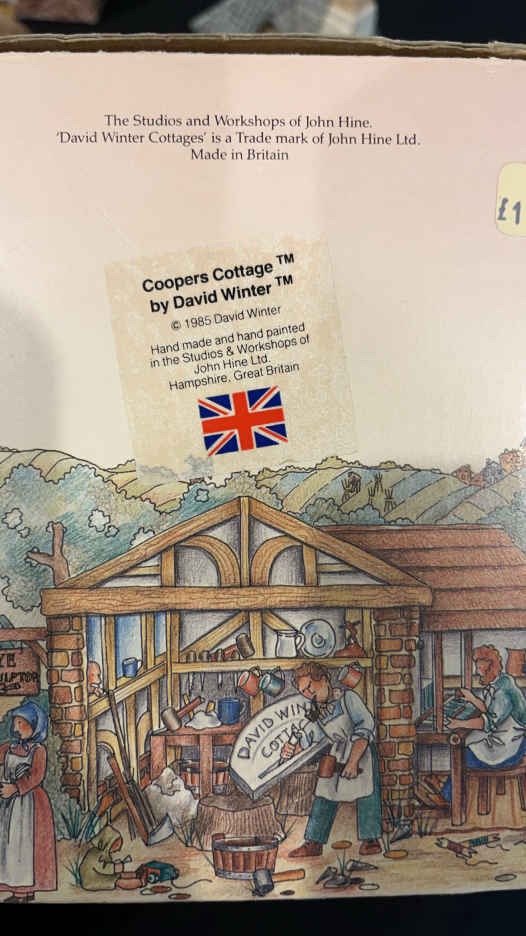 The Studios and Workshops of John Hine.
'David Winter Cottages' is a Trade mark of John Hine Ltd.
Made in Britain
£1
Coopers Cottage ™
by David Winter ™
© 1985 David Winter
Hand made and hand painted
in the Studios & Workshops of
John Hine Ltd.
Hampshire, Great Britain
DAVID WIN
COTTAG